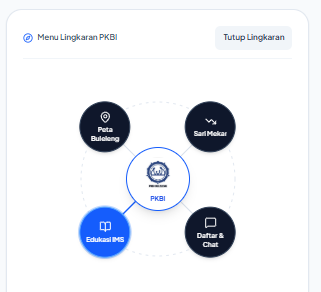 Menu Lingkaran PKBI
Tutup Lingkaran
Peta
Buleleng
Sari Mekar
PKBI
Edukasi IMS
Daftar &
Chat